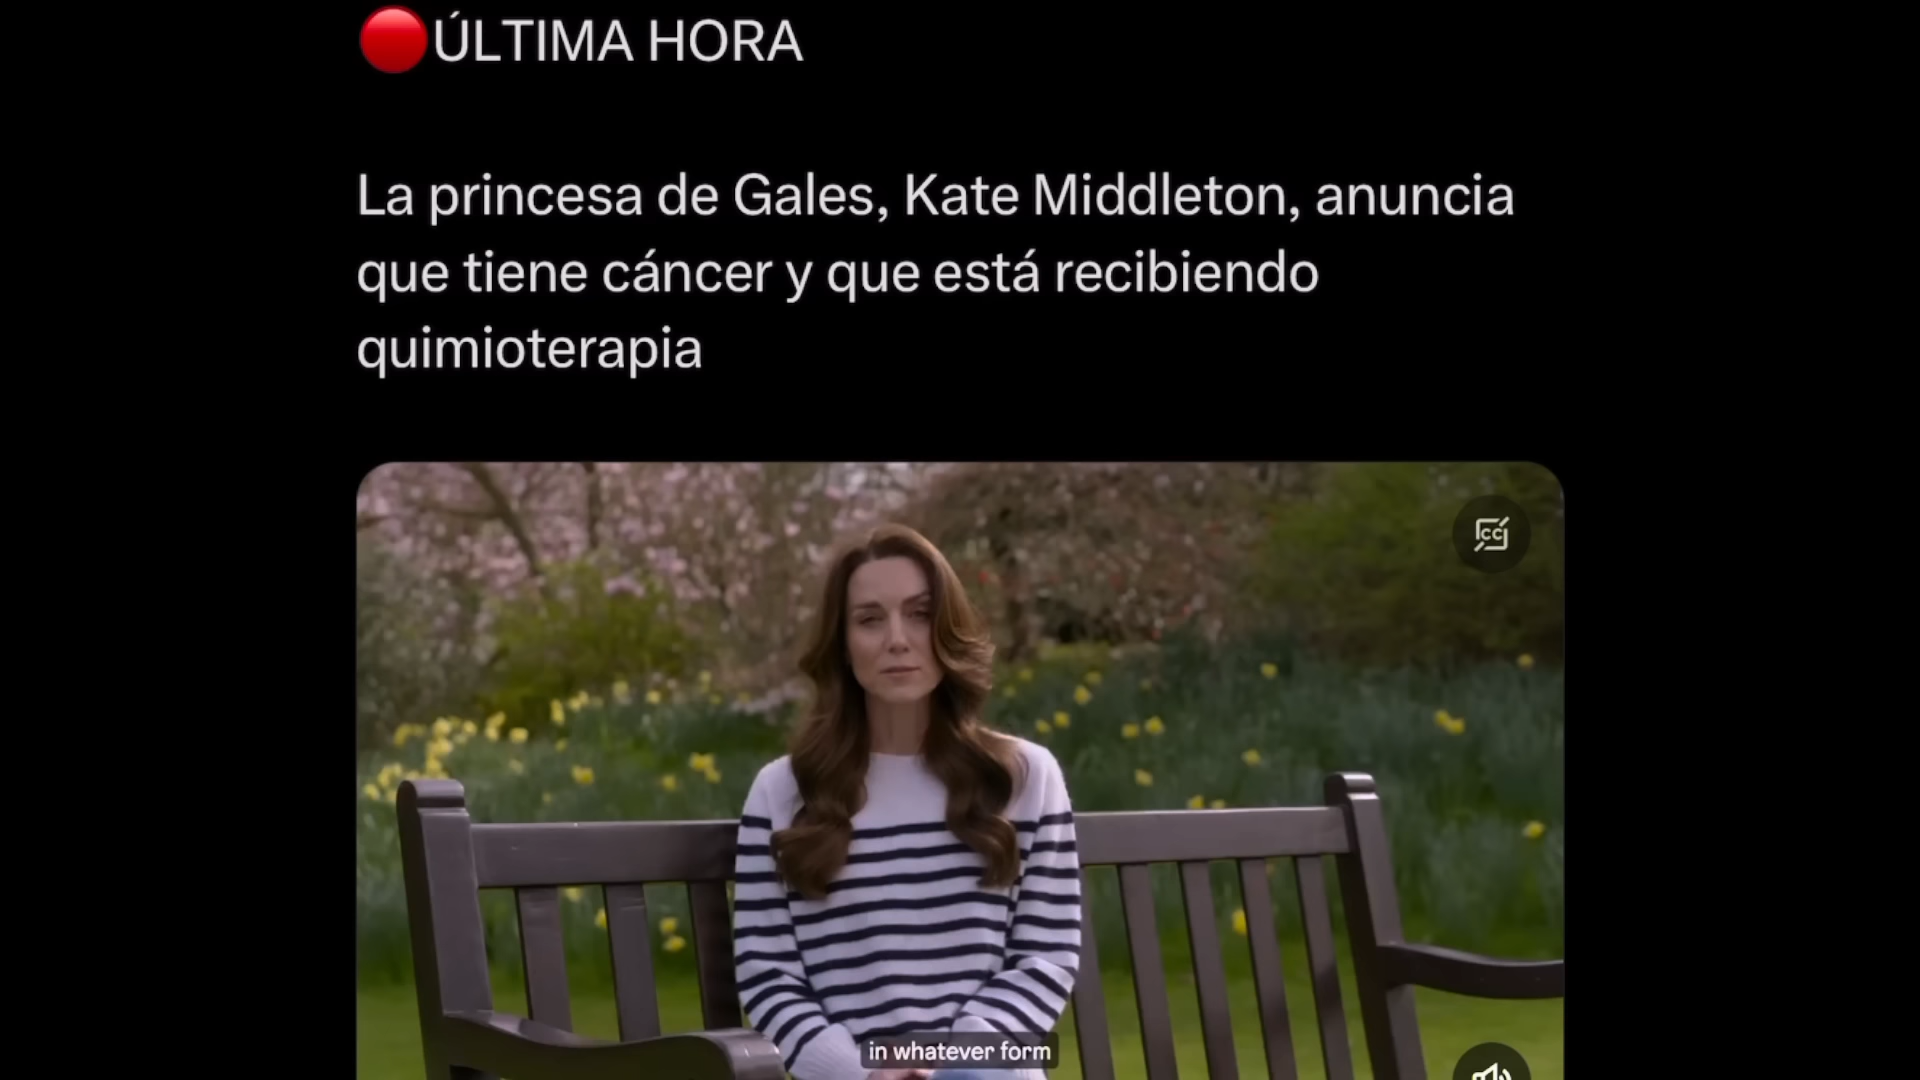 🔴ÚLTIMA HORA
La princesa de Gales, Kate Middleton, anuncia
que tiene cáncer y que está recibiendo
quimioterapia
CC
in whatever form